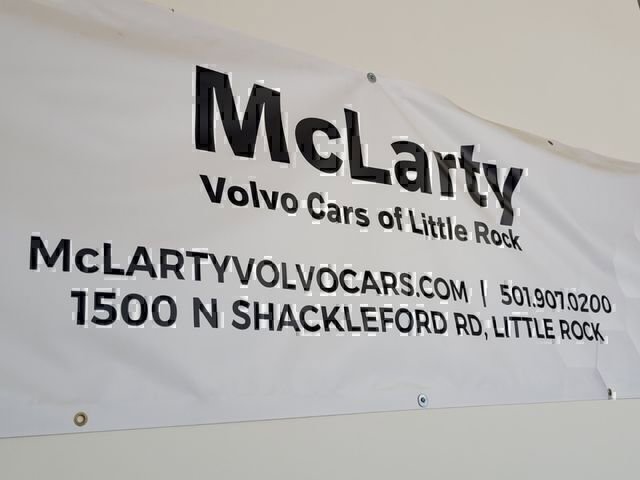 McLarty
Volvo Cars of Little Rock
McLARTYVOLVOCARS.COM | 501.907.0200
1500 N SHACKLEFORD RD, LITTLE ROCK